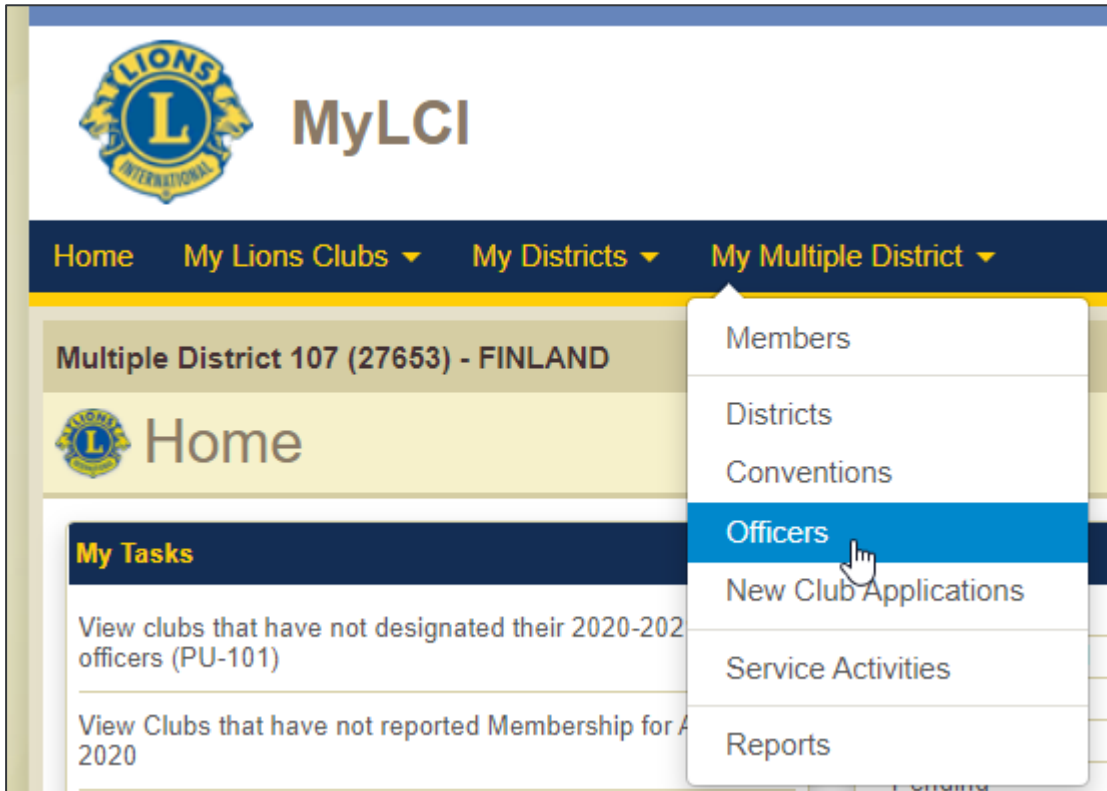 LIONS
L
INTERNATIONAL
MyLCI
Home My Lions Clubs My Districts My Multiple District
Multiple District 107 (27653) - FINLAND
Home
My Tasks
View clubs that have not designated their
officers (PU-101)
View Clubs that have not reported Membership for
2020
Members
Districts
Conventions
Officers
New Club Applications
Service Activities
Reports